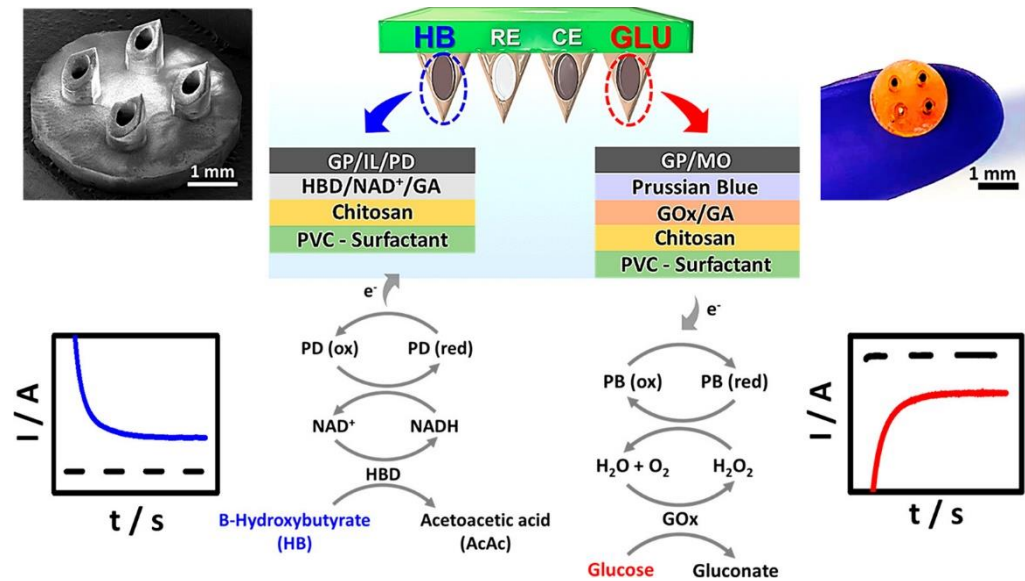 1 mm
HB RE CE GLU
1 mm
GP/IL/PD
HBD/NAD⁺/GA
Chitosan
PVC - Surfactant
GP/MO
Prussian Blue
GOx/GA
Chitosan
PVC - Surfactant
e⁻
PD (ox) PD (red)
NAD⁺ NADH
HBD
B-Hydroxybutyrate
(HB)
Acetoacetic acid
(AcAc)
e⁻
PB (ox) PB (red)
H₂O + O₂ H₂O₂
GOx
Glucose Gluconate
I / A
t / s
I / A
t / s